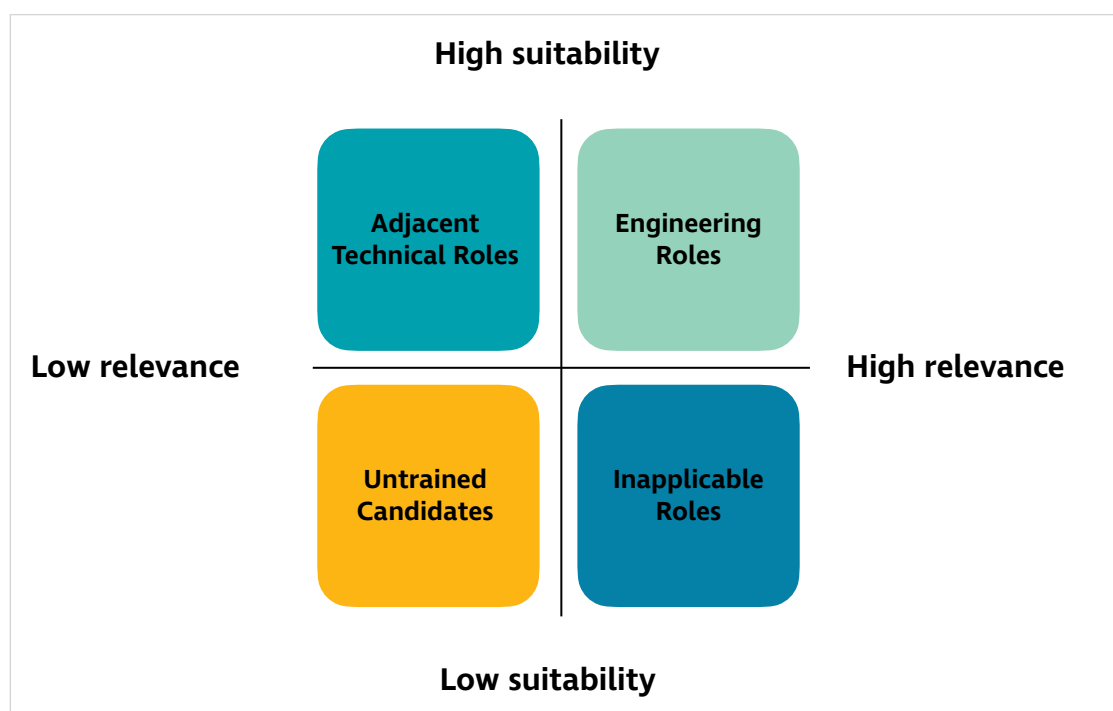 High suitability
Adjacent
Technical Roles
Engineering
Roles
Low relevance
High relevance
Untrained
Candidates
Inapplicable
Roles
Low suitability